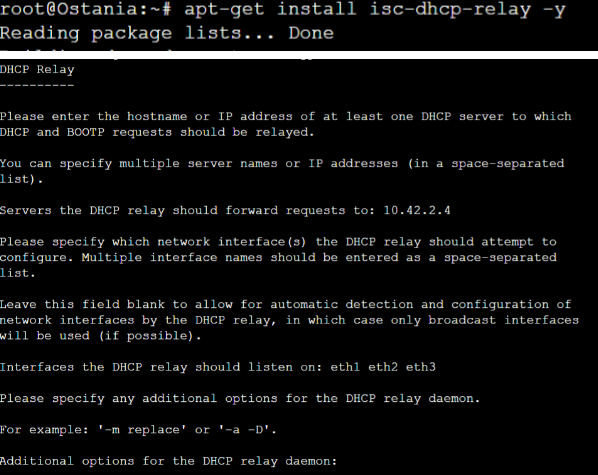 root@Ostania:~# apt-get install isc-dhcp-relay -y
Reading package lists... Done
DHCP Relay
----------
Please enter the hostname or IP address of at least one DHCP server to which
DHCP and BOOTP requests should be relayed.
You can specify multiple server names or IP addresses (in a space-separated
list).
Servers the DHCP relay should forward requests to: 10.42.2.4
Please specify which network interface(s) the DHCP relay should attempt to
configure. Multiple interface names should be entered as a space-separated
list.
Leave this field blank to allow for automatic detection and configuration of
network interfaces by the DHCP relay, in which case only broadcast interfaces
will be used (if possible).
Interfaces the DHCP relay should listen on: eth1 eth2 eth3
Please specify any additional options for the DHCP relay daemon.
For example: '-m replace' or '-a -D'.
Additional options for the DHCP relay daemon: